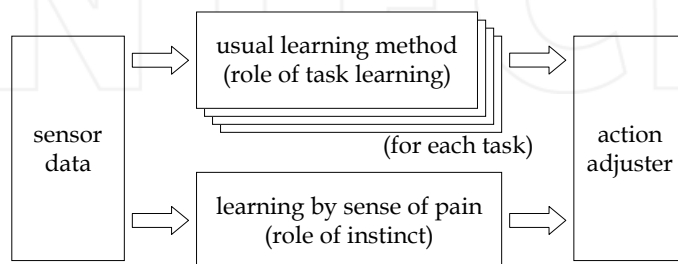 usual learning method
(role of task learning)
(for each task)
sensor
data
action
adjuster
learning by sense of pain
(role of instinct)